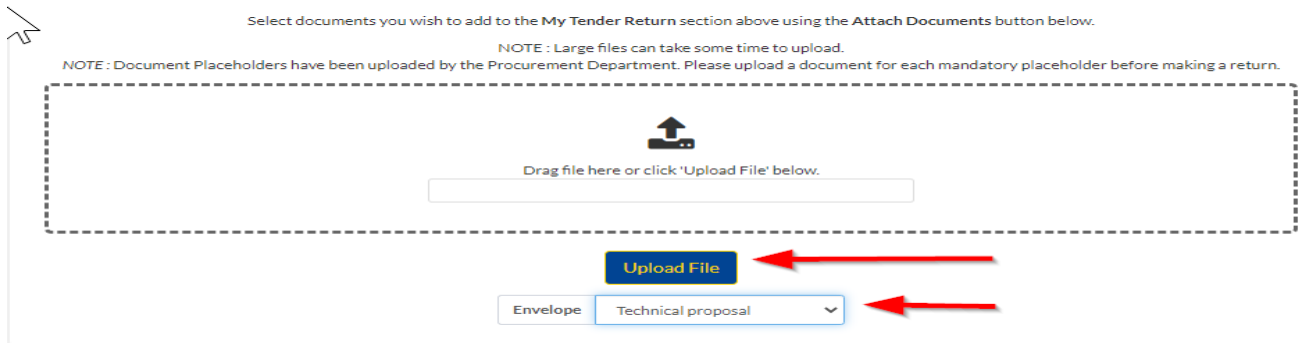 Select documents you wish to add to the My Tender Return section above using the Attach Documents button below.
NOTE : Large files can take some time to upload.
NOTE : Document Placeholders have been uploaded by the Procurement Department. Please upload a document for each mandatory placeholder before making a return.
Drag file here or click 'Upload File' below.
Upload File
Envelope Technical proposal